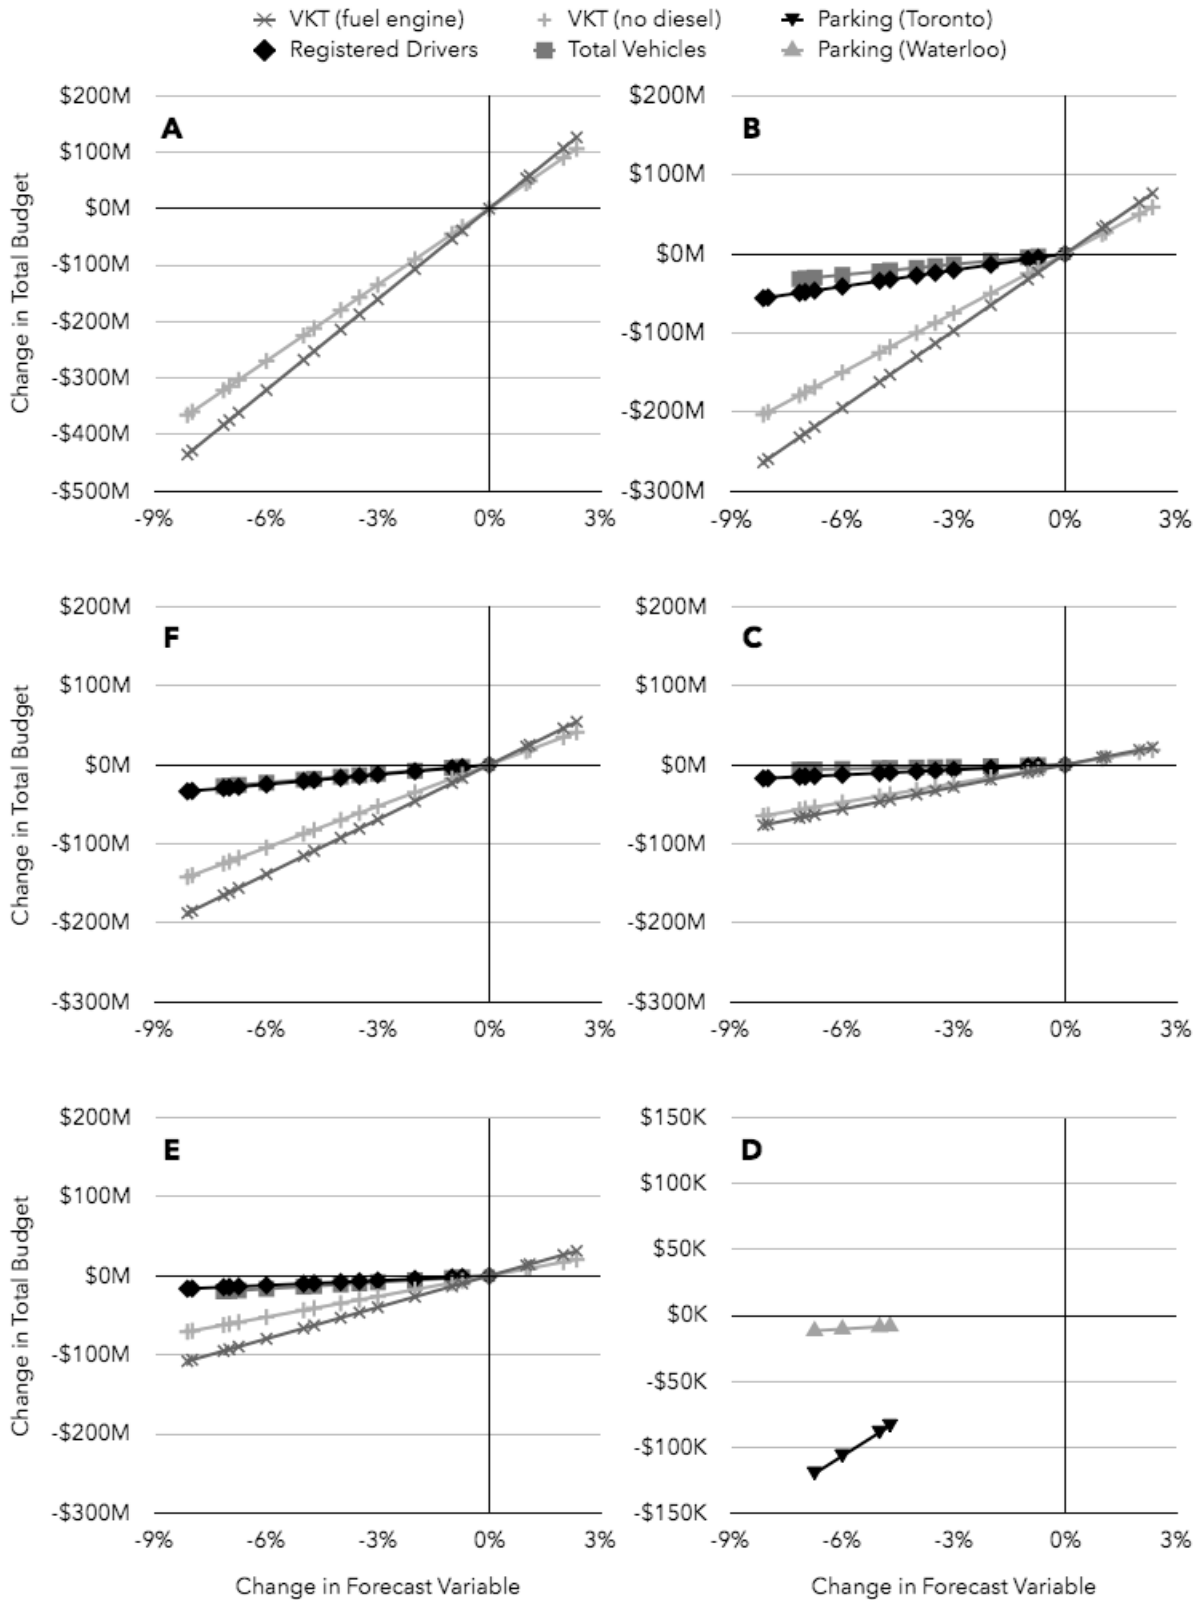 VKT (fuel engine) VKT (no diesel) Parking (Toronto)
Registered Drivers Total Vehicles Parking (Waterloo)
A
$200M
$100M
$0M
-$100M
-$200M
-$300M
-$400M
-$500M
-9% -6% -3% 0% 3%
Change in Total Budget
B
$200M
$100M
$0M
-$100M
-$200M
-$300M
-9% -6% -3% 0% 3%
F
$200M
$100M
$0M
-$100M
-$200M
-$300M
-9% -6% -3% 0% 3%
Change in Total Budget
C
$200M
$100M
$0M
-$100M
-$200M
-$300M
-9% -6% -3% 0% 3%
E
$200M
$100M
$0M
-$100M
-$200M
-$300M
-9% -6% -3% 0% 3%
Change in Total Budget
Change in Forecast Variable
D
$150K
$100K
$50K
$0K
-$50K
-$100K
-$150K
-9% -6% -3% 0% 3%
Change in Forecast Variable